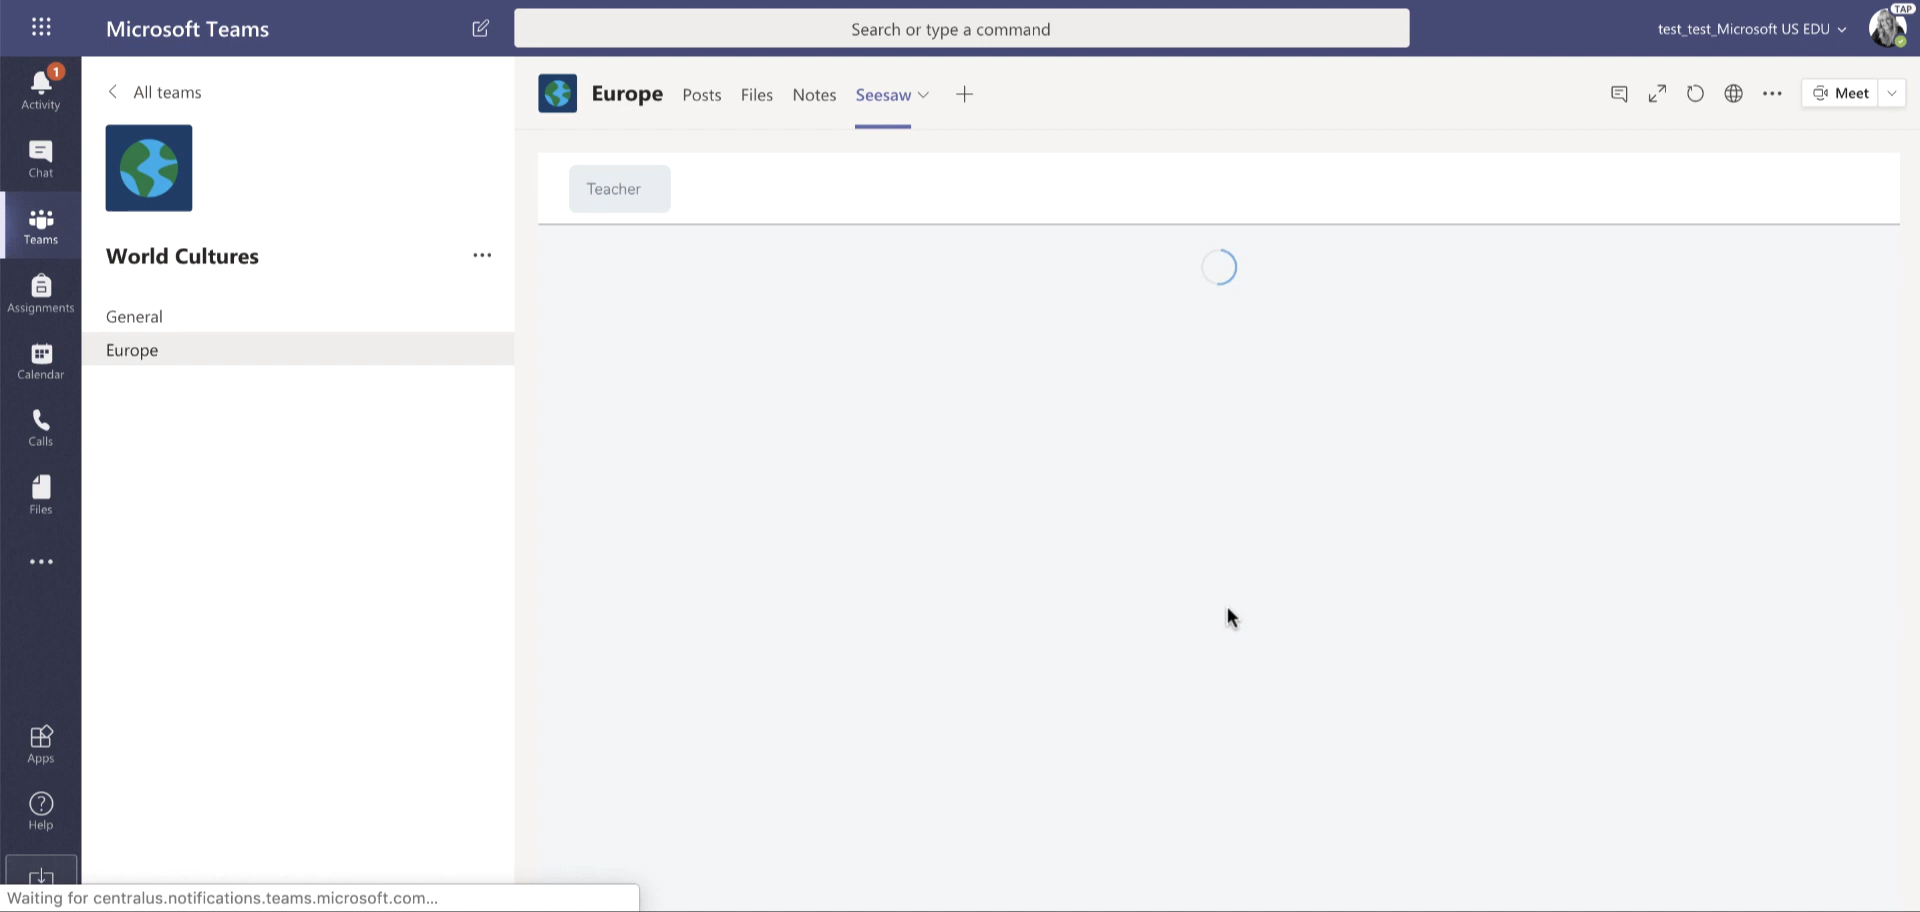 Microsoft Teams
Search or type a command
test_test_Microsoft US EDU
TAP
1
Activity
Chat
Teams
Assignments
Calendar
Calls
Files
Apps
Help
All teams
World Cultures
General
Europe
Europe Posts Files Notes Seesaw
Meet
Teacher
Waiting for centralus.notifications.teams.microsoft.com...